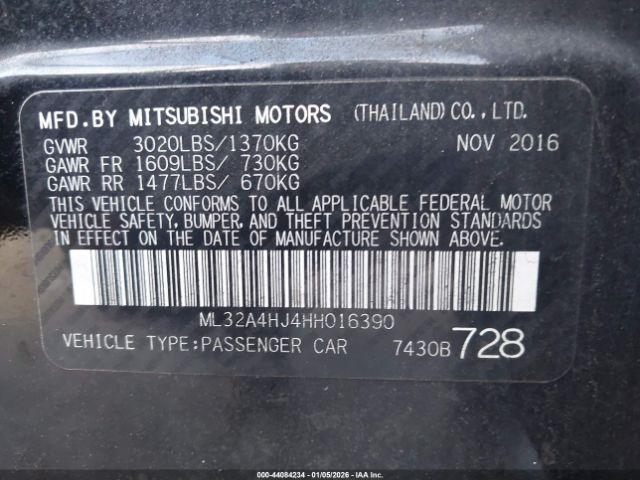 MFD.BY MITSUBISHI MOTORS (THAILAND)CO.,LTD.
GVWR 3020LBS/1370KG NOV 2016
GAWR FR 1609LBS/ 730KG
GAWR RR 1477LBS/ 670KG
THIS VEHICLE CONFORMS TO ALL APPLICABLE FEDERAL MOTOR
VEHICLE SAFETY, BUMPER, AND THEFT PREVENTION STANDARDS
IN EFFECT ON THE DATE OF MANUFACTURE SHOWN ABOVE.
ML32A4HJ4HH016390
VEHICLE TYPE:PASSENGER CAR 7430B 728
000-44084234 | 01/05/2026 | IAA Inc.